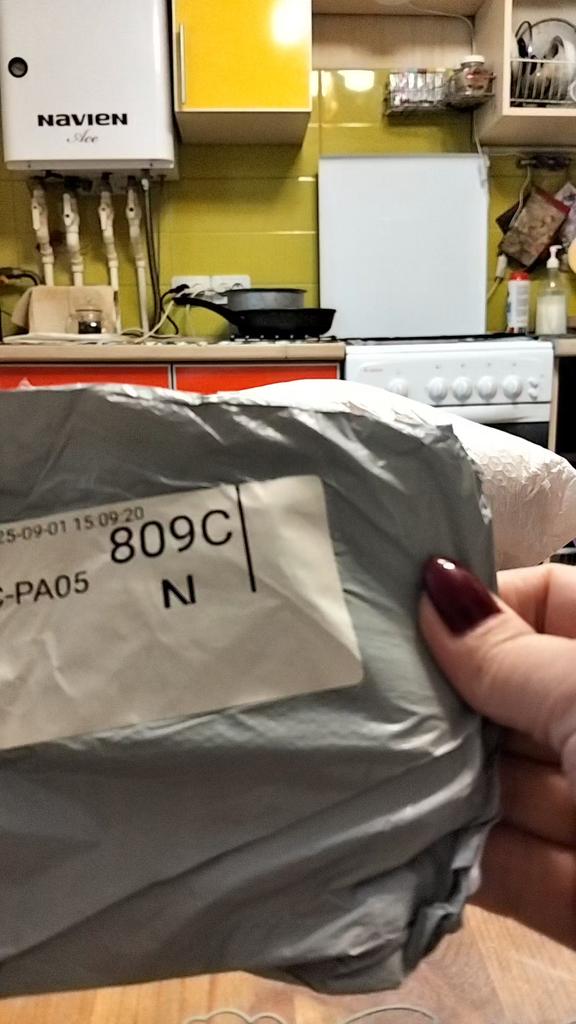 NAVIEN
Ace
25-09-01 15:09:20
809C
C-PA05
N